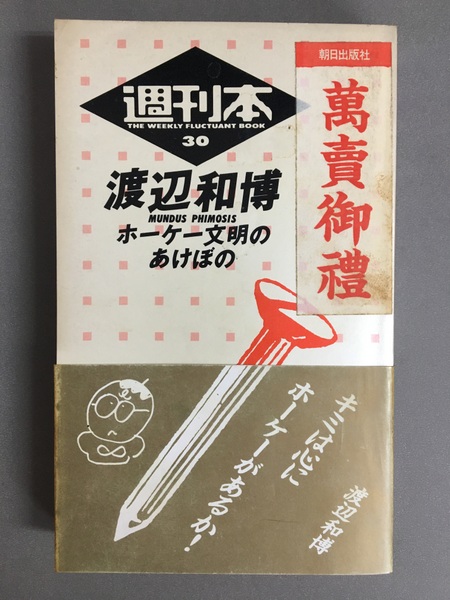 朝日出版社
萬賣御禮
週刊本
THE WEEKLY FLUCTUANT BOOK
30
渡辺和博
MUNDUS PHIMOSIS
ホーケー文明の
あけぼの
キミは心に
ホーケーがあるか!
渡辺和博